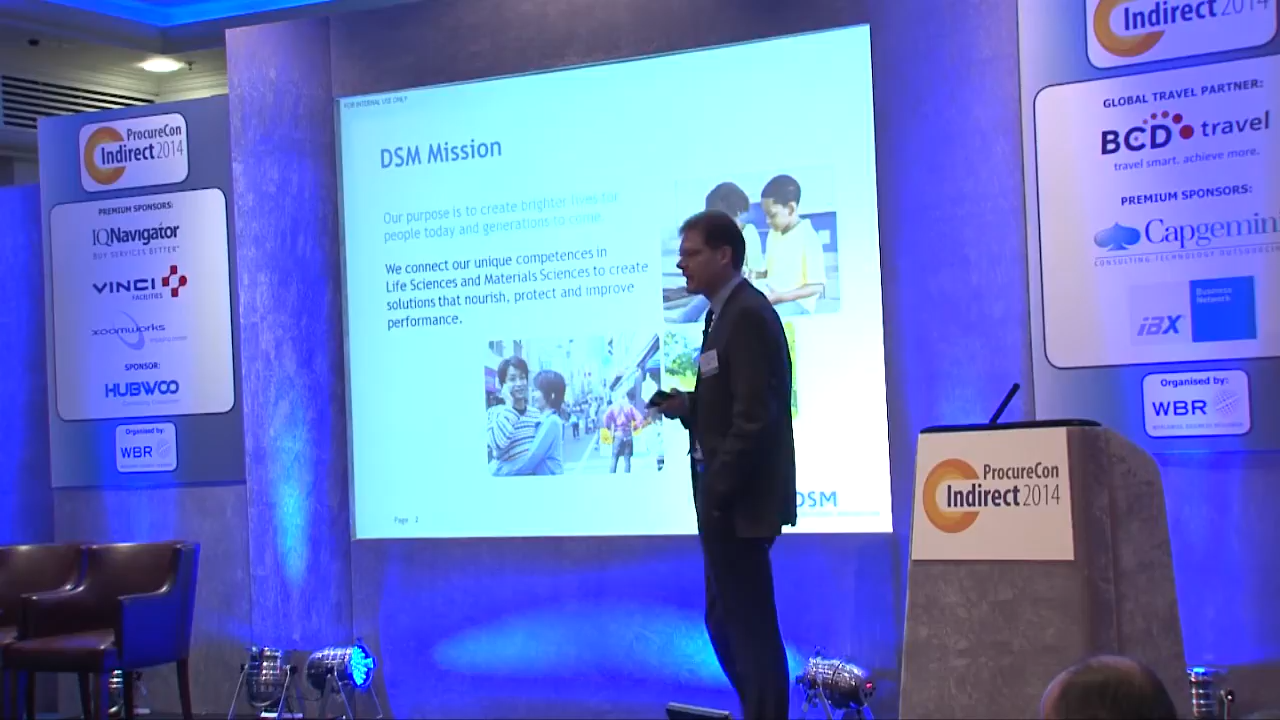 ProcureCon
Indirect 2014
PREMIUM SPONSORS:
IQNavigator
BUY SERVICES BETTER
VINCI
FACILITIES
xoomworks
SPONSOR:
HUBWOO
Organised by:
WBR
FOR INTERNAL USE ONLY
DSM Mission
Our purpose is to create brighter lives for
people today and generations to come
We connect our unique competences in
Life Sciences and Materials Sciences to create
solutions that nourish, protect and improve
performance.
Page 2
DSM
Indirect 2014
GLOBAL TRAVEL PARTNER:
BCD travel
travel smart. achieve more.
PREMIUM SPONSORS:
Capgemini
CONSULTING.TECHNOLOGY.OUTSOURCING
iBX
Business
Network
Organised by:
WBR
ProcureCon
Indirect 2014